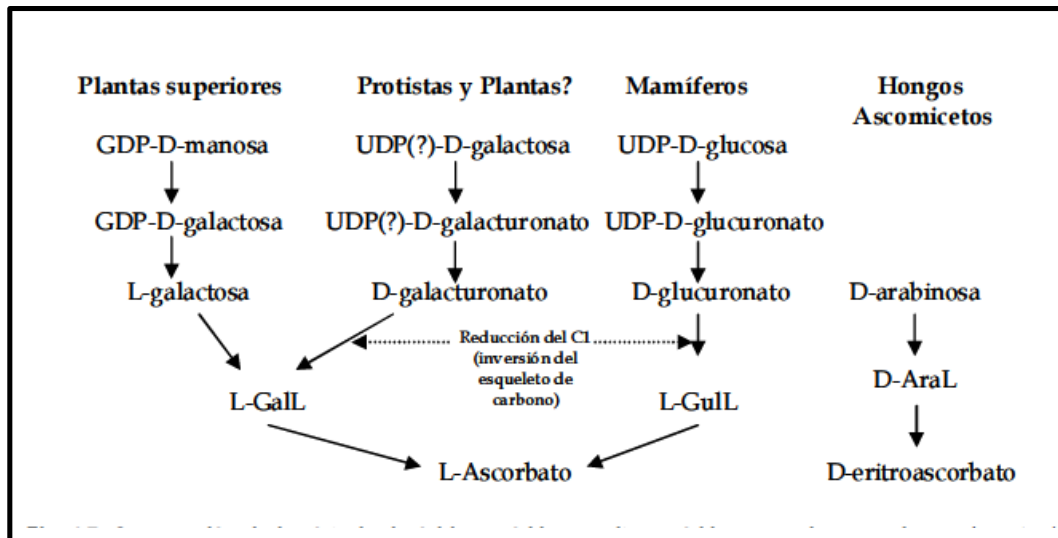 Plantas superiores Protistas y Plantas? Mamíferos Hongos
Ascomicetos
GDP-D-manosa UDP(?)-D-galactosa UDP-D-glucosa
GDP-D-galactosa UDP(?)-D-galacturonato UDP-D-glucuronato
L-galactosa D-galacturonato D-glucuronato D-arabinosa
Reducción del C1
(inversión del
esqueleto de
carbono)
D-AraL
L-GalL L-GulL
L-Ascorbato D-eritroascorbato